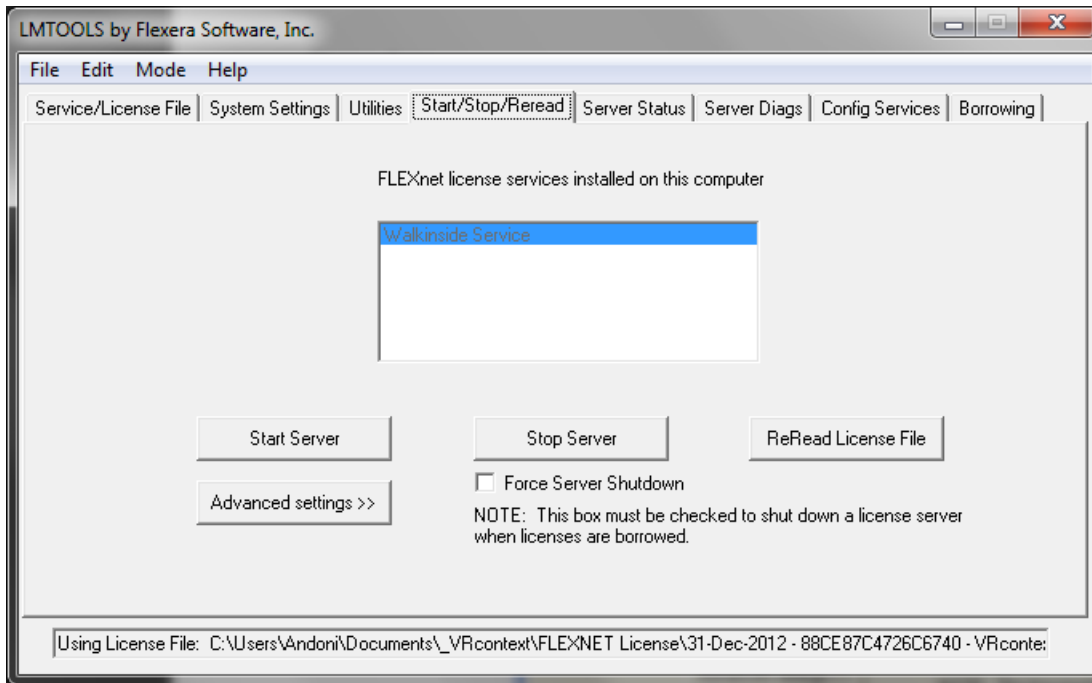 LMTOOLS by Flexera Software, Inc.
File Edit Mode Help
Service/License File System Settings Utilities Start/Stop/Reread Server Status Server Diags Config Services Borrowing
FLEXnet license services installed on this computer
Walkinside Service
Start Server Stop Server ReRead License File
Force Server Shutdown
Advanced settings >>
NOTE: This box must be checked to shut down a license server
when licenses are borrowed.
Using License File: C:\Users\Andoni\Documents\_VRcontext\FLEXNET License\31-Dec-2012 - 88CE87C4726C6740 - VRconte